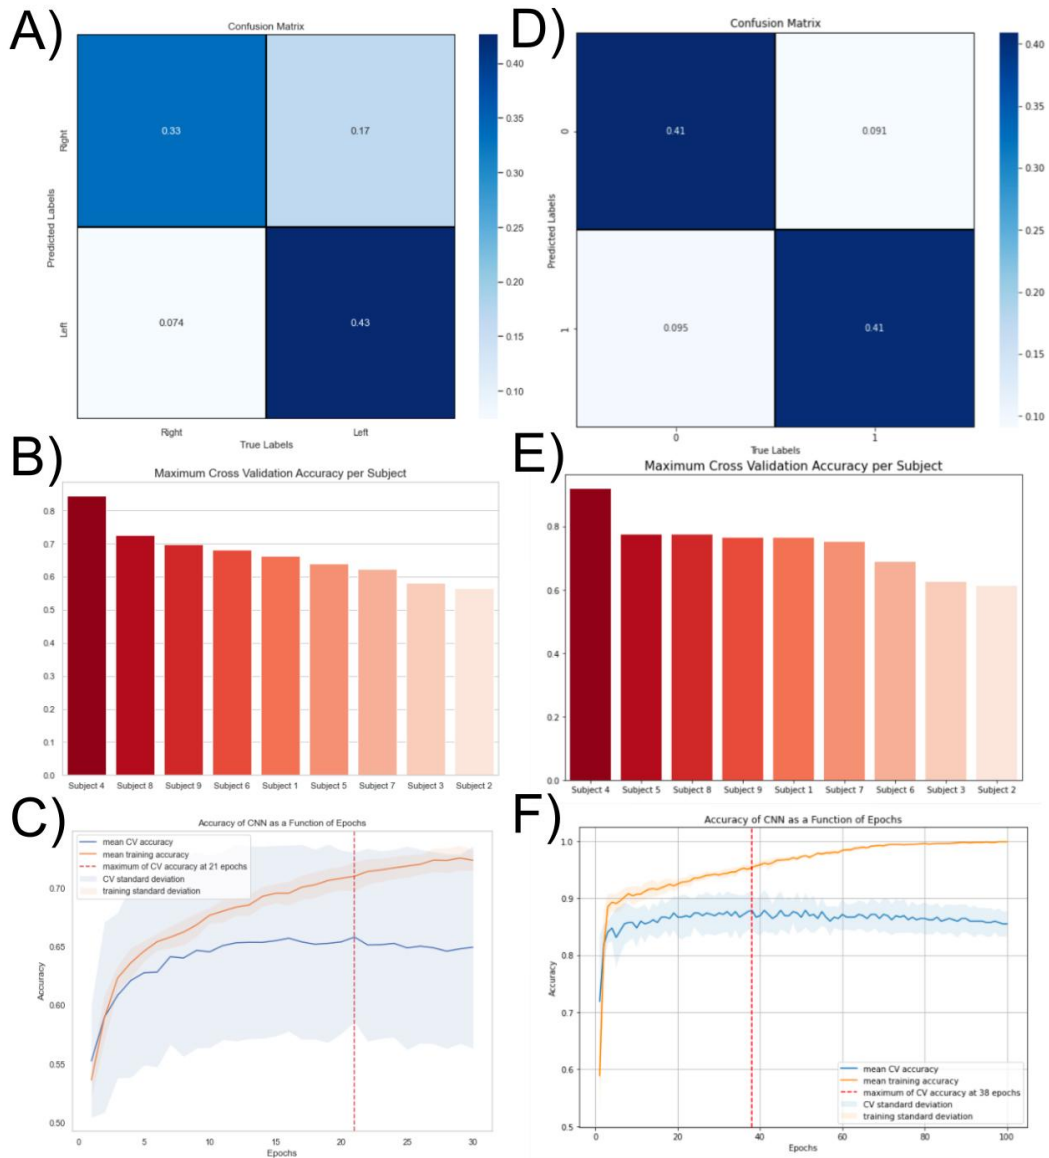 A)
Confusion Matrix
Predicted Labels
Right
Left
0.33
0.17
0.074
0.43
Right
Left
True Labels
0.40
0.35
0.30
0.25
0.20
0.15
0.10
D)
Confusion Matrix
Predicted Labels
0
1
0.41
0.091
0.095
0.41
0
1
True Labels
0.40
0.35
0.30
0.25
0.20
0.15
0.10
B)
Maximum Cross Validation Accuracy per Subject
0.8
0.7
0.6
0.5
0.4
0.3
0.2
0.1
0.0
Subject 4 Subject 8 Subject 9 Subject 6 Subject 1 Subject 5 Subject 7 Subject 3 Subject 2
E)
Maximum Cross Validation Accuracy per Subject
0.8
0.6
0.4
0.2
0.0
Subject 4 Subject 5 Subject 8 Subject 9 Subject 1 Subject 7 Subject 6 Subject 3 Subject 2
C)
Accuracy of CNN as a Function of Epochs
mean CV accuracy
mean training accuracy
maximum of CV accuracy at 21 epochs
CV standard deviation
training standard deviation
Accuracy
0.70
0.65
0.60
0.55
0.50
0 5 10 15 20 25 30
Epochs
F)
Accuracy of CNN as a Function of Epochs
Accuracy
1.0
0.9
0.8
0.7
0.6
0.5
mean CV accuracy
mean training accuracy
maximum of CV accuracy at 38 epochs
CV standard deviation
training standard deviation
0 20 40 60 80 100
Epochs